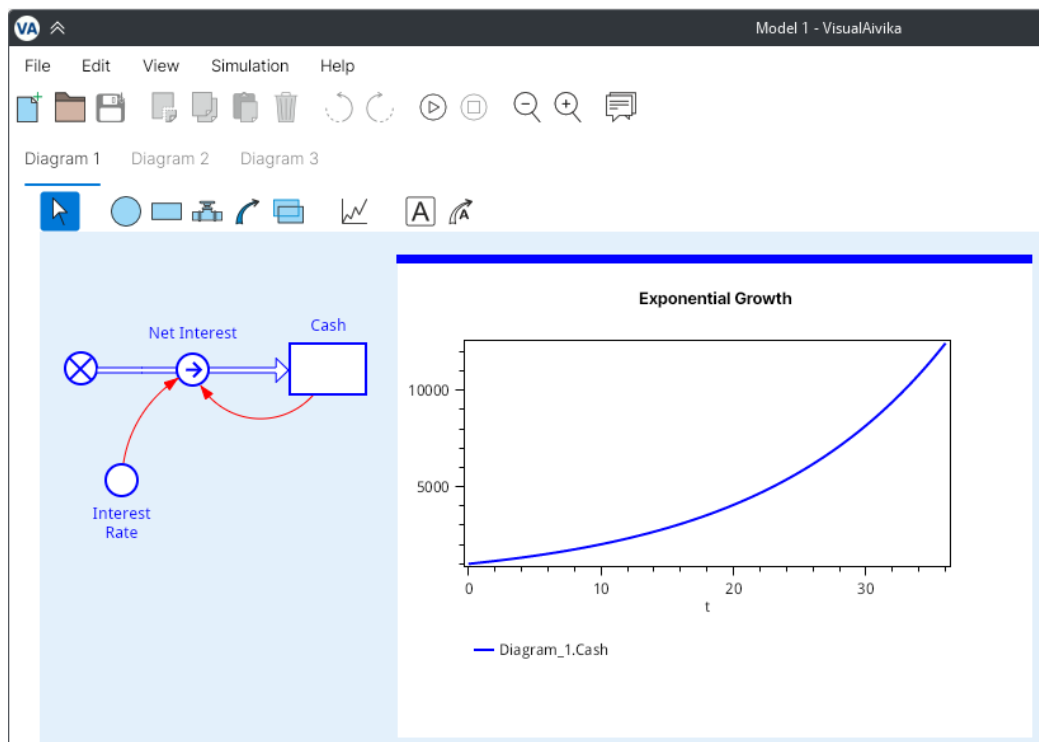 VA
Model 1 - VisualAivika
File Edit View Simulation Help
Diagram 1 Diagram 2 Diagram 3
A A
Exponential Growth
Net Interest
Cash
Interest
Rate
10000
5000
0 10 20 30
t
Diagram_1.Cash